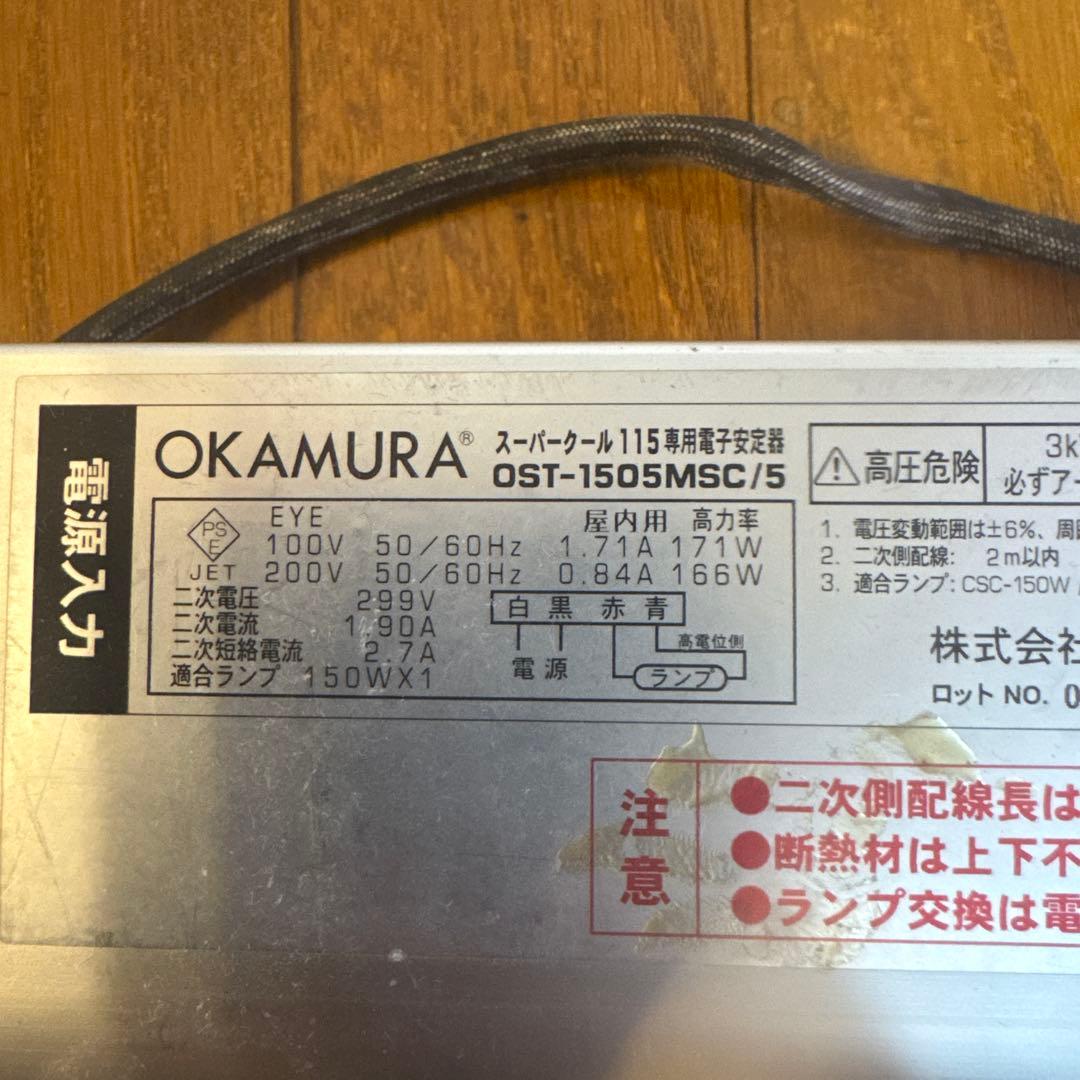 電源入力
OKAMURA® スーパークール115専用電子安定器
OST-1505MSC/5
PS
E
JET
EYE 屋内用 高力率
100V 50/60Hz 1.71A 171W
200V 50/60Hz 0.84A 166W
二次電圧 299V
二次電流 1.90A
二次短絡電流 2.7A
適合ランプ 150WX1
白 黒 赤 青
電源
高電位側
ランプ
高圧危険
3k
必ずアー
1. 電圧変動範囲は±6%、周
2. 二次側配線: 2m以内
3. 適合ランプ: CSC-150W
株式会社
ロット NO. 0
注意
●二次側配線長は
●断熱材は上下不
●ランプ交換は電